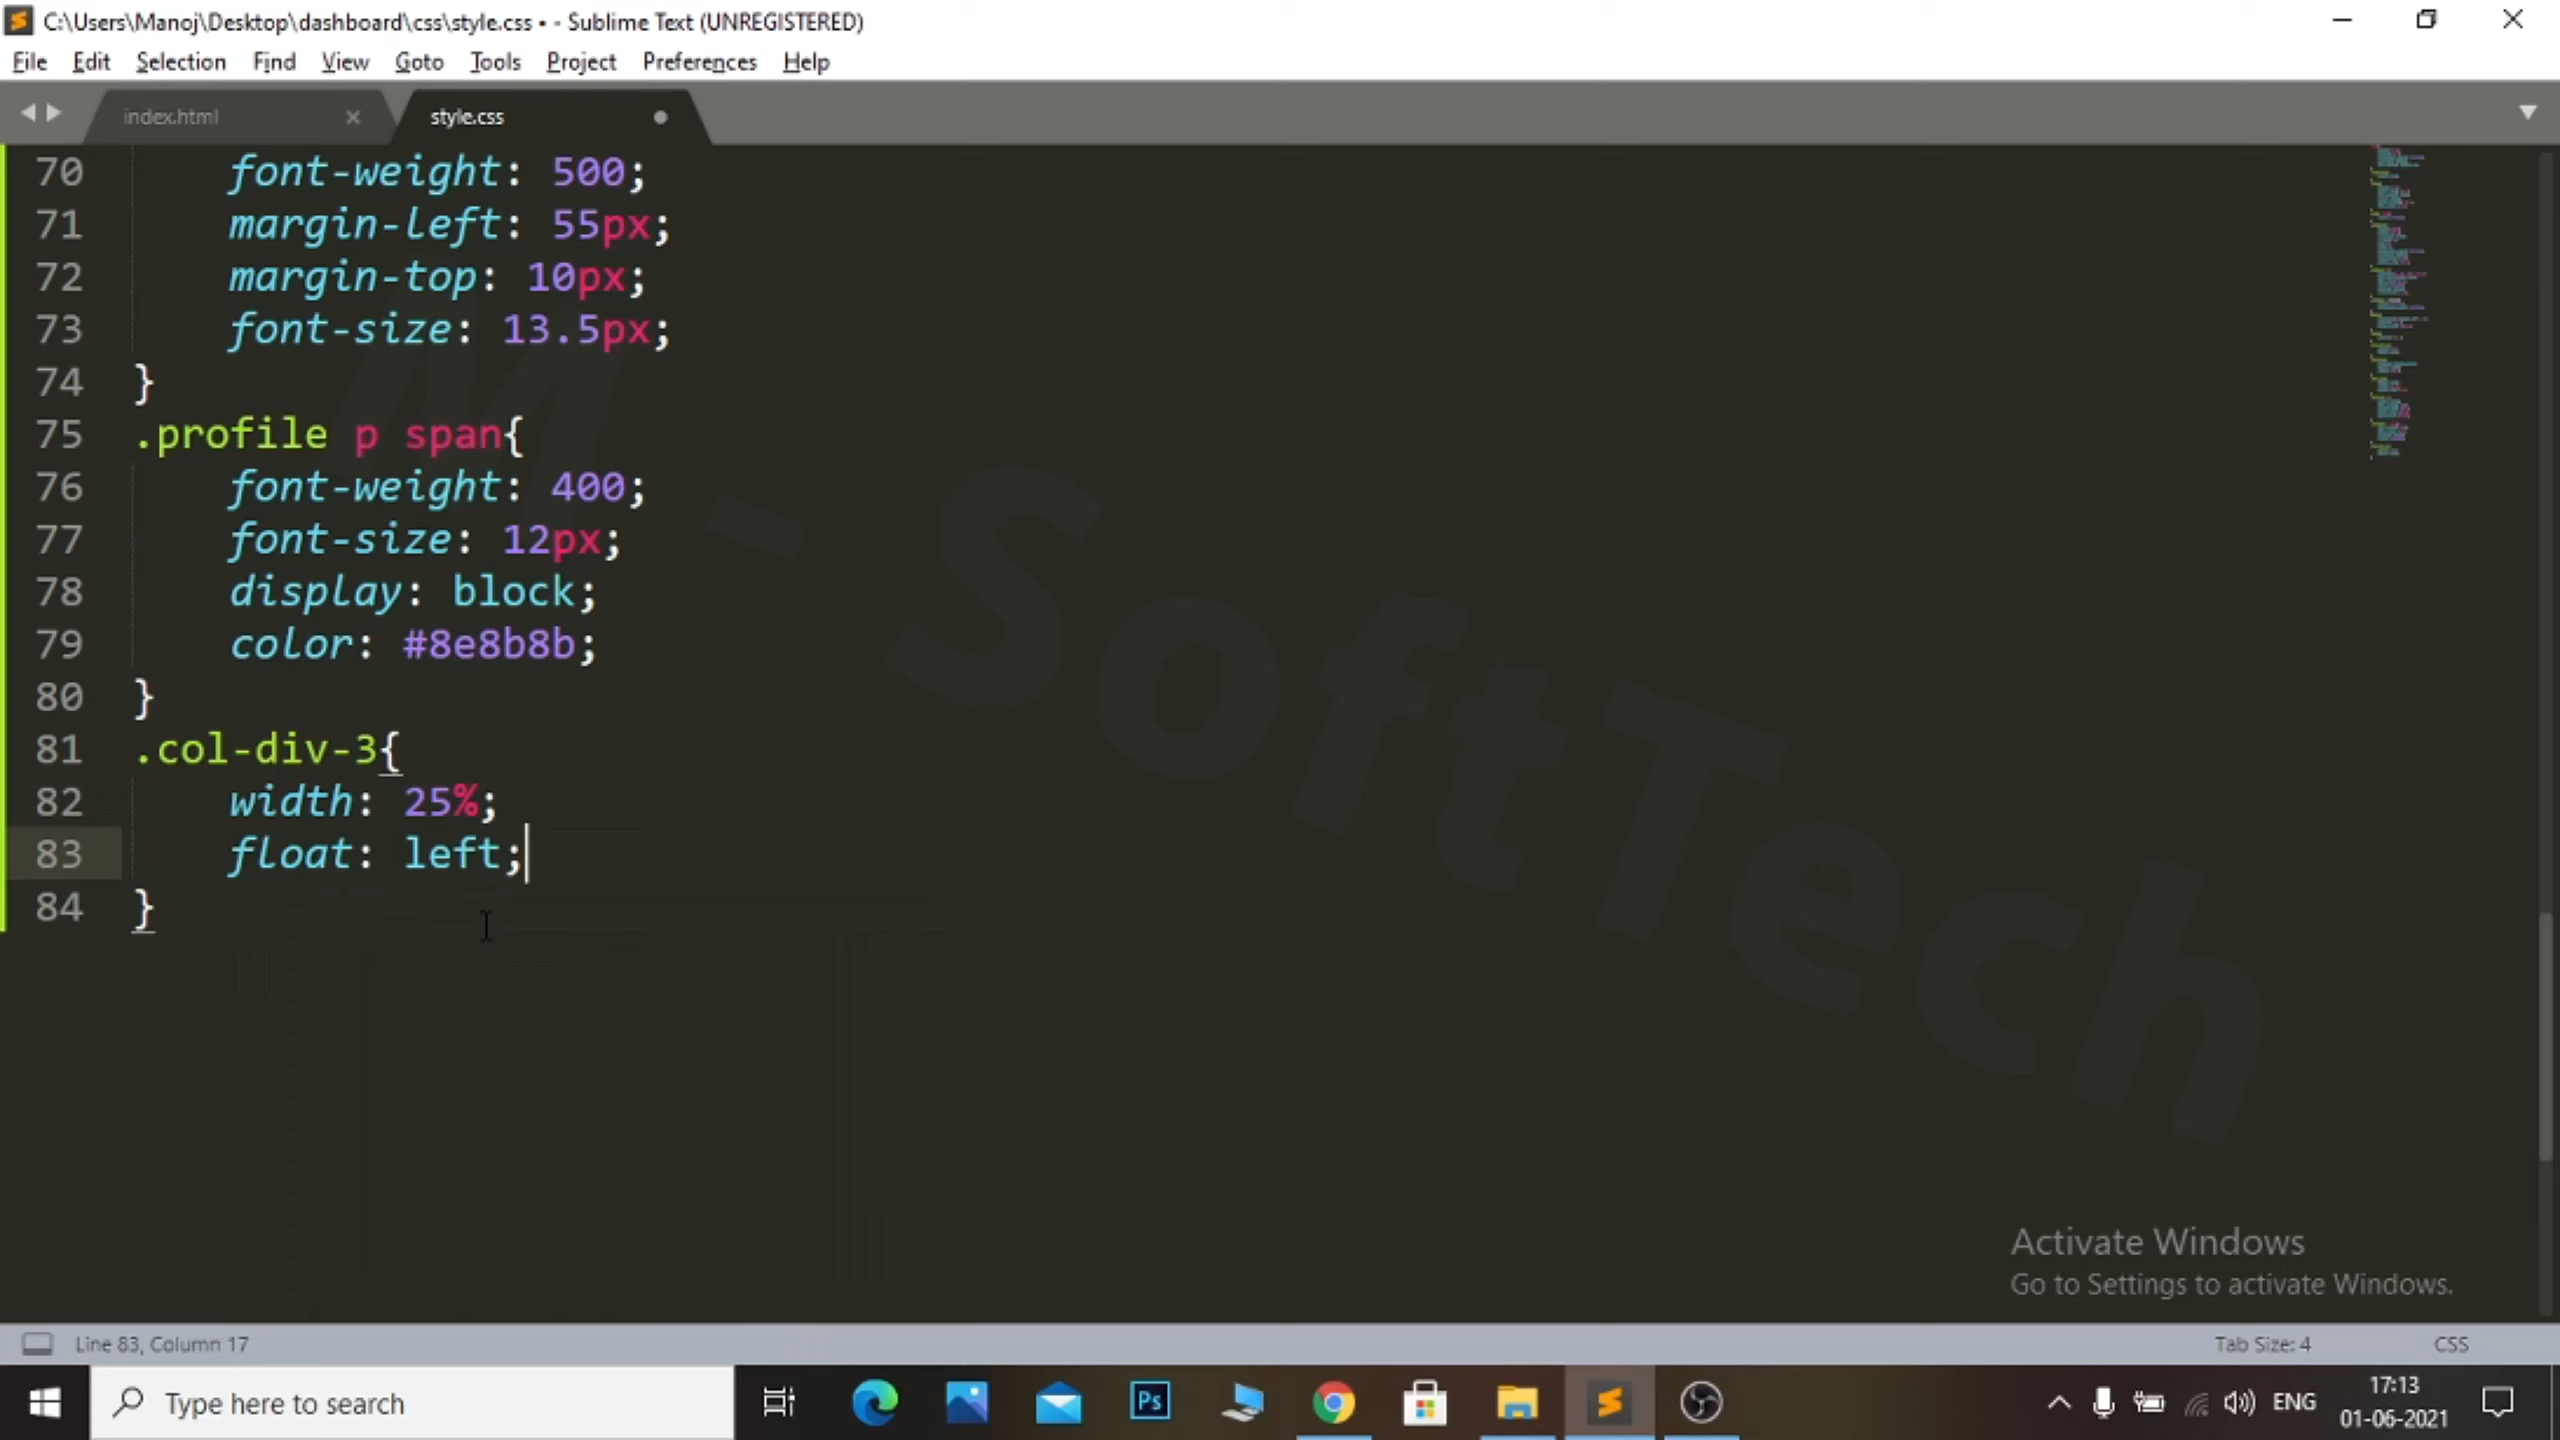 C:\Users\Manoj\Desktop\dashboard\css\style.css • - Sublime Text (UNREGISTERED)
File Edit Selection Find View Goto Tools Project Preferences Help
index.html style.css
70 font-weight: 500;
71 margin-left: 55px;
72 margin-top: 10px;
73 font-size: 13.5px;
74 }
75 .profile p span{
76 font-weight: 400;
77 font-size: 12px;
78 display: block;
79 color: #8e8b8b;
80 }
81 .col-div-3{
82 width: 25%;
83 float: left;
84 }
M - SoftTech
Activate Windows
Go to Settings to activate Windows.
Line 83, Column 17 Tab Size: 4 CSS
Type here to search Ps ENG 17:13
01-06-2021